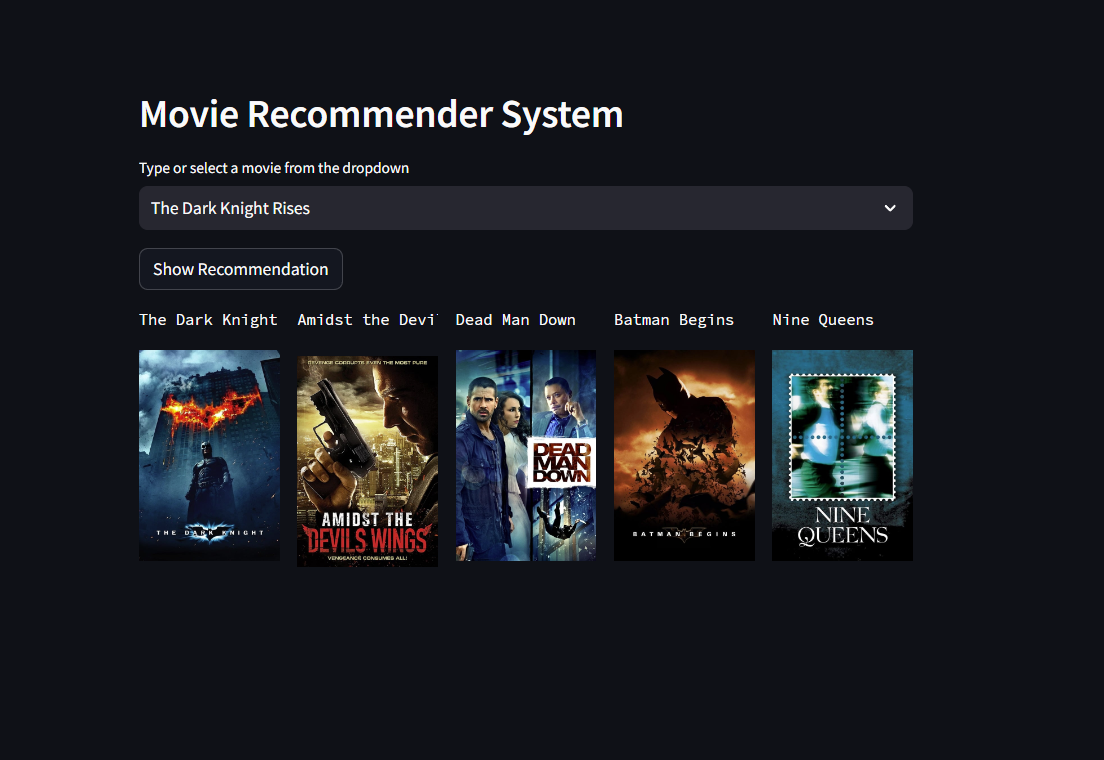 Movie Recommender System
Type or select a movie from the dropdown
The Dark Knight Rises
Show Recommendation
The Dark Knight
Amidst the Devi
Dead Man Down
Batman Begins
Nine Queens
THE DARK KNIGHT
REVENGE CORRUPTS EVEN THE MOST PURE
AMIDST THE
DEVILS WINGS
VENGEANCE CONSUMES ALL!
DEAD
MAN
DOWN
BATMAN BEGINS
NINE
QUEENS